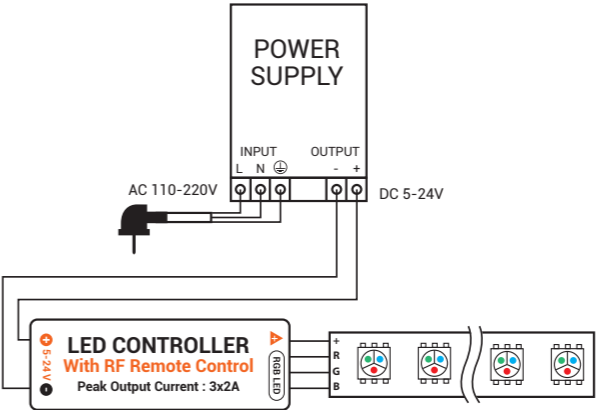 POWER
SUPPLY
INPUT OUTPUT
L N - +
AC 110-220V
DC 5-24V
+ 5-24 V -
LED CONTROLLER
With RF Remote Control
Peak Output Current : 3x2A
RGB LED
+
R
G
B